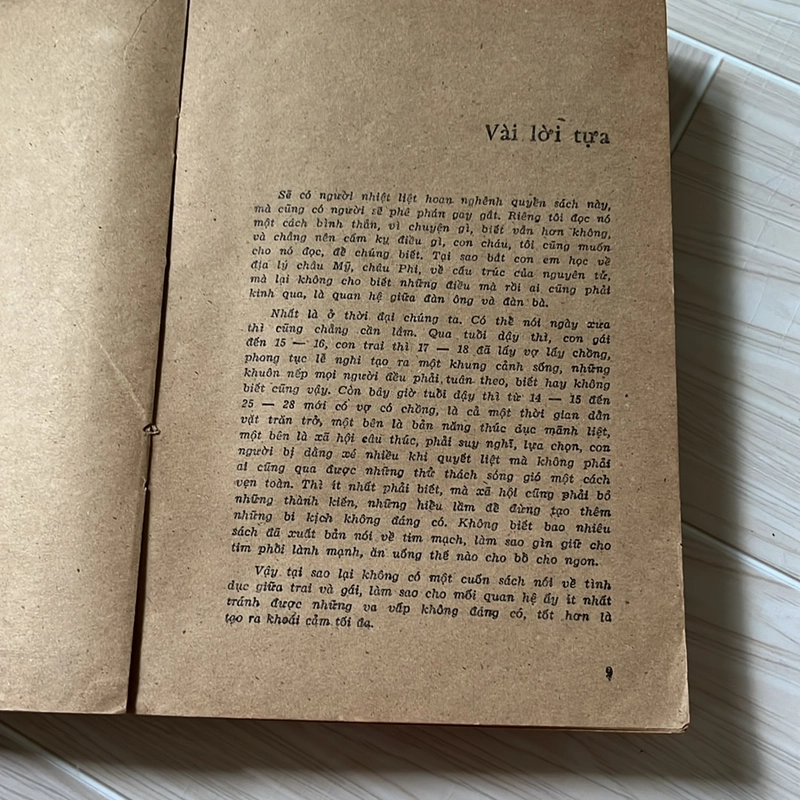 Vài lời tựa
Sẽ có người nhiệt liệt hoan nghênh quyển sách này,
mà cũng có người sẽ phê phán gay gắt. Riêng tôi đọc nó
một cách bình thản, vì chuyện gì, biết vẫn hơn không,
và chẳng nên cấm kỵ điều gì, con cháu, tôi cũng muốn
cho nó đọc, để chúng biết. Tại sao bắt con em học về
địa lý châu Mỹ, châu Phi, về cấu trúc của nguyên tử,
mà lại không cho biết những điều mà rồi ai cũng phải
kinh qua, là quan hệ giữa đàn ông và đàn bà.
Nhất là ở thời đại chúng ta. Có thể nói ngày xưa
thì cũng chẳng cần lắm. Qua tuổi dậy thì, con gái
đến 15 — 16, con trai thì 17 — 18 đã lấy vợ lấy chồng,
phong tục lễ nghi tạo ra một khung cảnh sống, những
khuôn nếp mọi người đều phải tuân theo, biết hay không
biết cũng vậy. Còn bây giờ tuổi dậy thì từ 14 — 15 đến
25 — 28 mới có vợ có chồng, là cả một thời gian dằn
vặt trăn trở, một bên là bản năng thúc dục mãnh liệt,
một bên là xã hội câu thúc, phải suy nghĩ, lựa chọn, con
người bị dằng xé nhiều khi quyết liệt mà không phải
ai cũng qua được những thử thách sóng gió một cách
vẹn toàn. Thì ít nhất phải biết, mà xã hội cũng phải bỏ
những thành kiến, những hiểu lầm để đừng tạo thêm
những bi kịch không đáng có. Không biết bao nhiêu
sách đã xuất bản nói về tim mạch, làm sao gìn giữ cho
tim phổi lành mạnh, ăn uống thế nào cho bổ cho ngon.
Vậy tại sao lại không có một cuốn sách nói về tình
dục giữa trai và gái, làm sao cho mối quan hệ ấy ít nhất
tránh được những va vấp không đáng có, tốt hơn là
tạo ra khoái cảm tối đa.
9